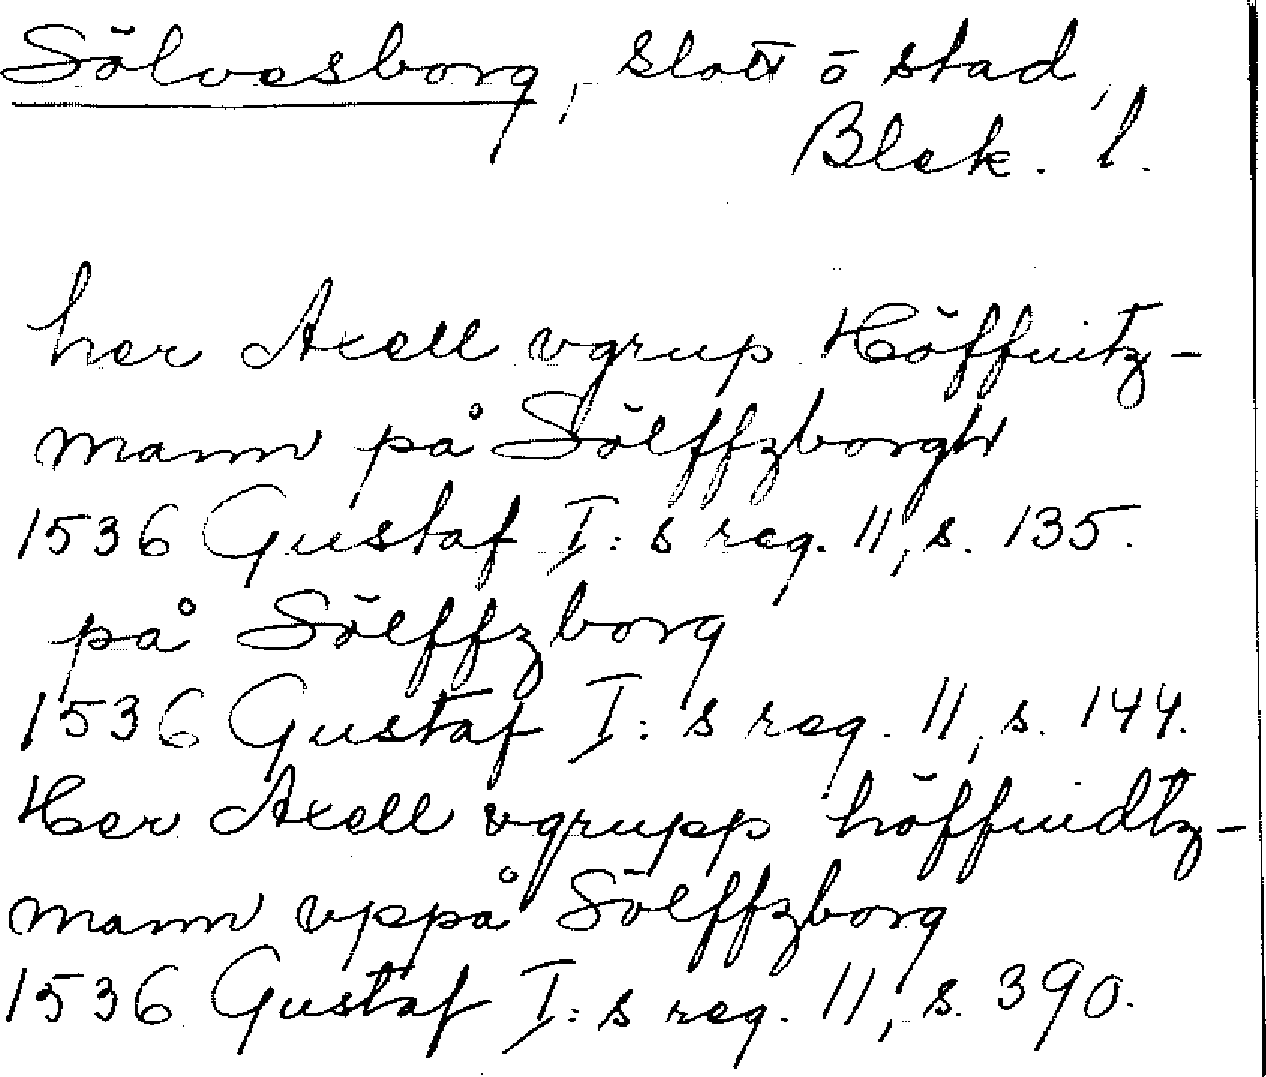 Sölvesborg, slott o stad,
Blek. l.
her Axell vgrup Höffuitz-
mann på Sölffzborgh
1536 Gustaf I:s reg. 11, s. 135.
på Sölffzborg
1536 Gustaf I:s reg. 11, s. 144.
Her Axell vgrupp höffuidtz-
mann vppå Sölffzborg
1536 Gustaf I:s reg. 11, s. 390.